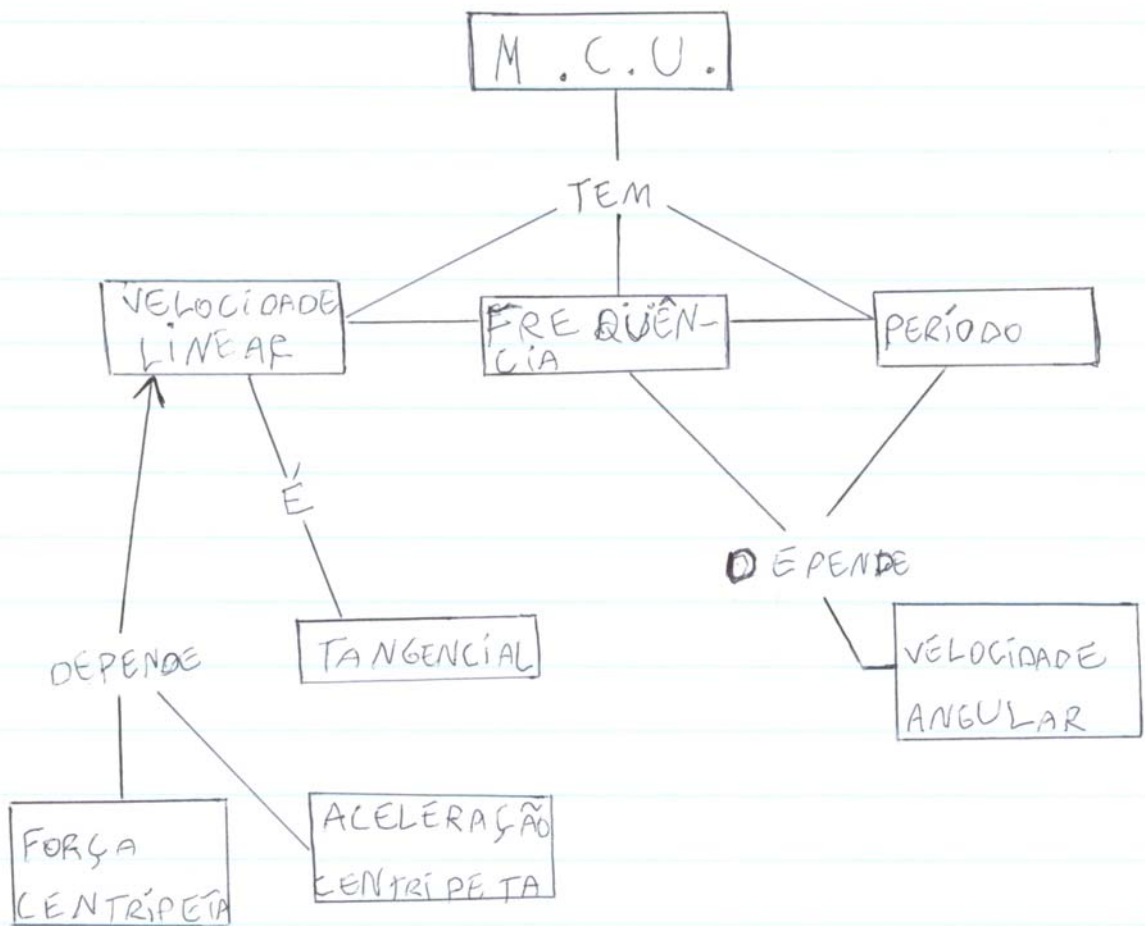 M.C.U.
TEM
VELOCIDADE
LINEAR
FREQUÊN-
CIA
PERÍODO
É
DEPENDE
DEPENDE
TANGENCIAL
VELOCIDADE
ANGULAR
FORÇA
CENTRÍPETA
ACELERAÇÃO
CENTRÍPETA